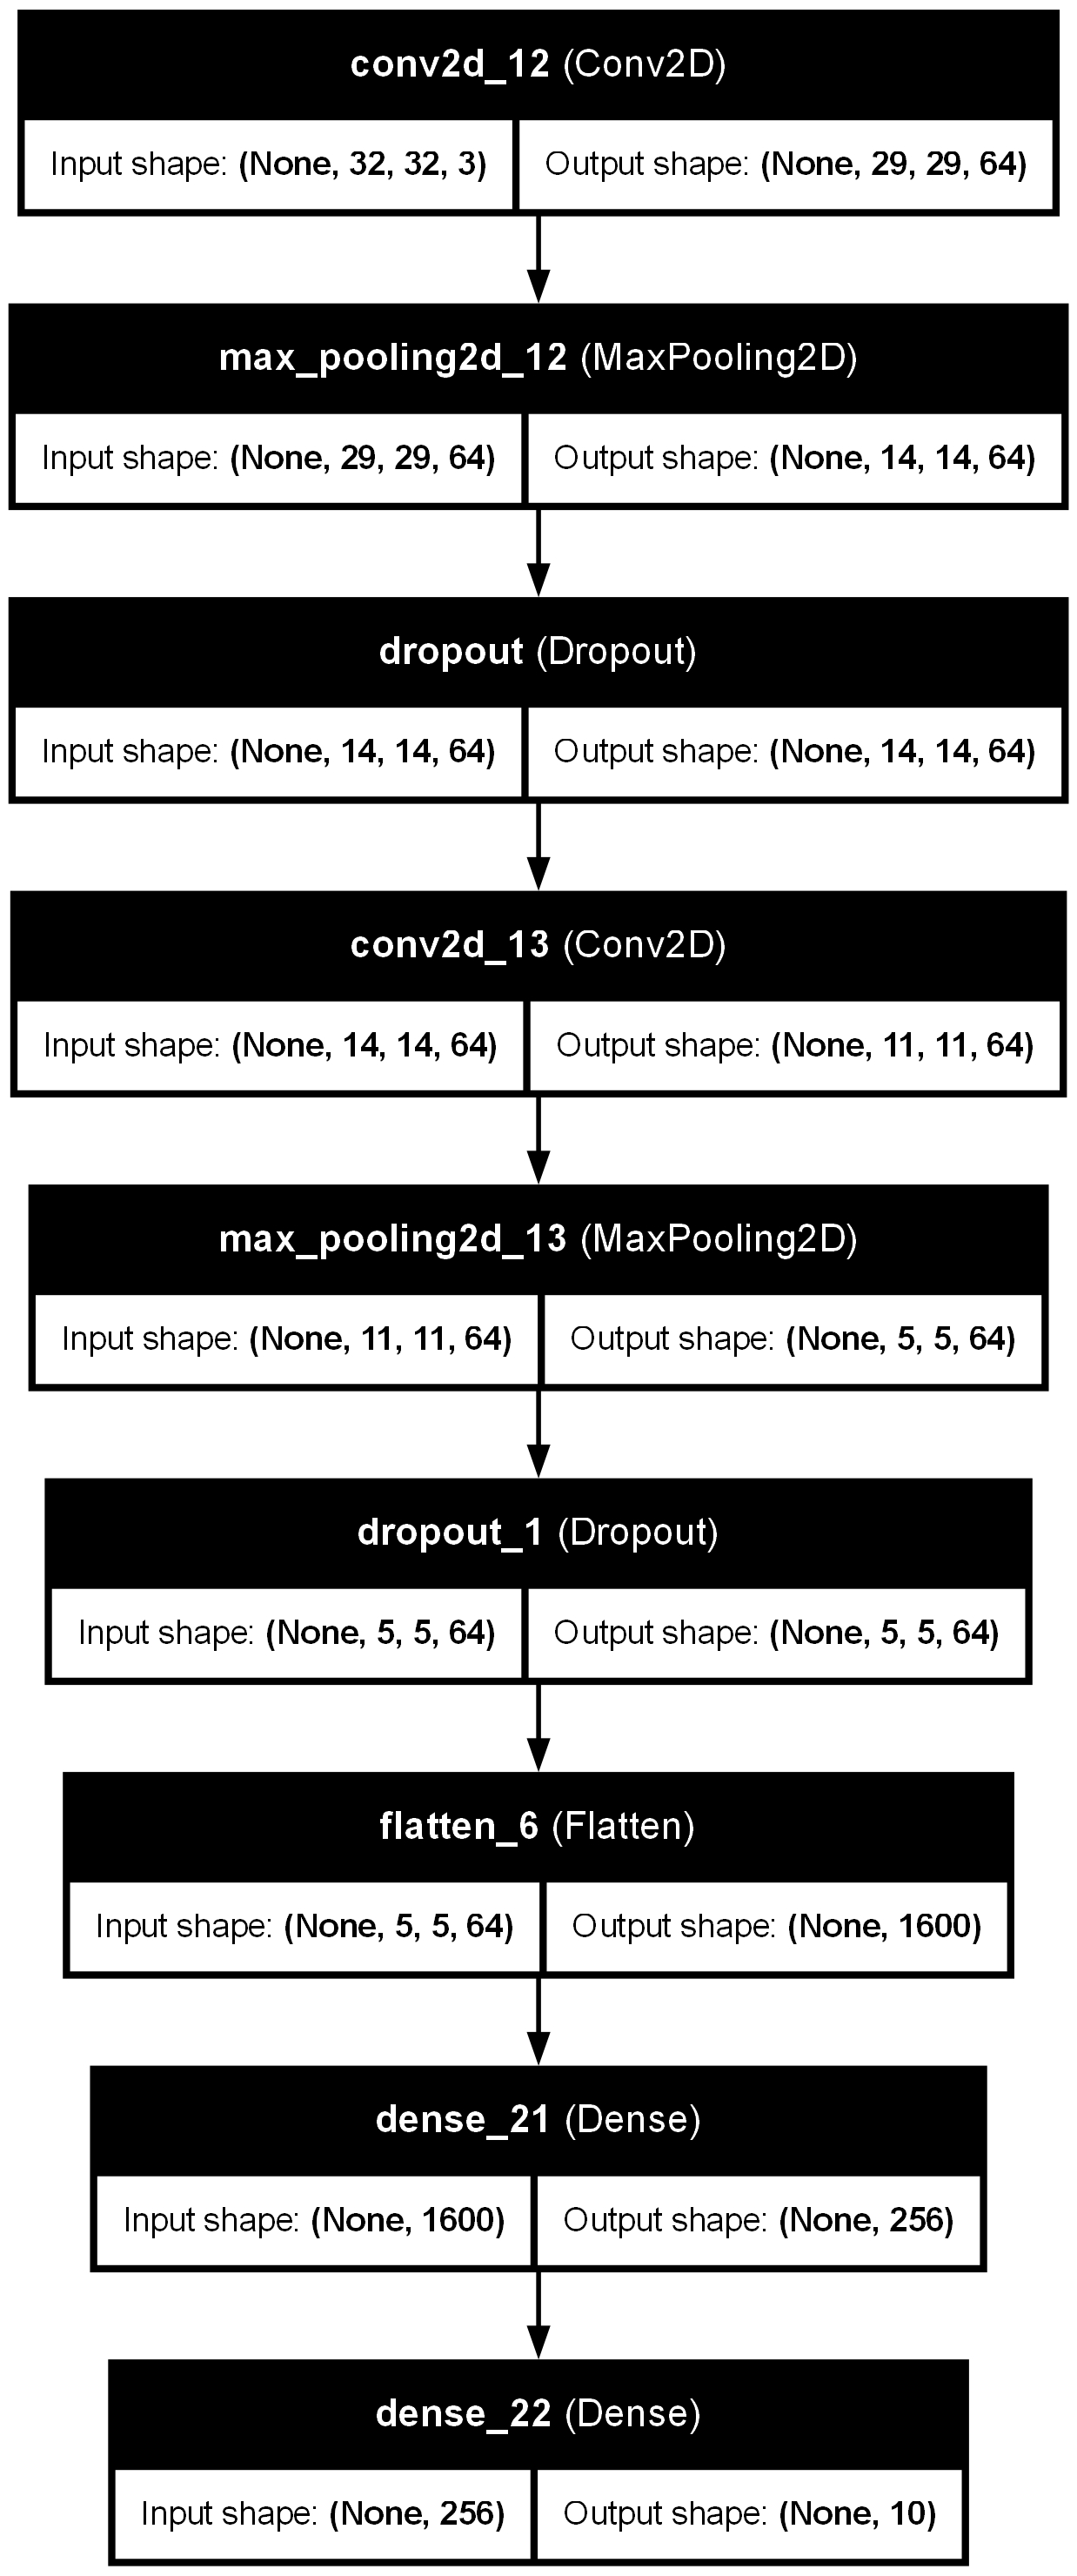 conv2d_12 (Conv2D)
Input shape: (None, 32, 32, 3) Output shape: (None, 29, 29, 64)
max_pooling2d_12 (MaxPooling2D)
Input shape: (None, 29, 29, 64) Output shape: (None, 14, 14, 64)
dropout (Dropout)
Input shape: (None, 14, 14, 64) Output shape: (None, 14, 14, 64)
conv2d_13 (Conv2D)
Input shape: (None, 14, 14, 64) Output shape: (None, 11, 11, 64)
max_pooling2d_13 (MaxPooling2D)
Input shape: (None, 11, 11, 64) Output shape: (None, 5, 5, 64)
dropout_1 (Dropout)
Input shape: (None, 5, 5, 64) Output shape: (None, 5, 5, 64)
flatten_6 (Flatten)
Input shape: (None, 5, 5, 64) Output shape: (None, 1600)
dense_21 (Dense)
Input shape: (None, 1600) Output shape: (None, 256)
dense_22 (Dense)
Input shape: (None, 256) Output shape: (None, 10)